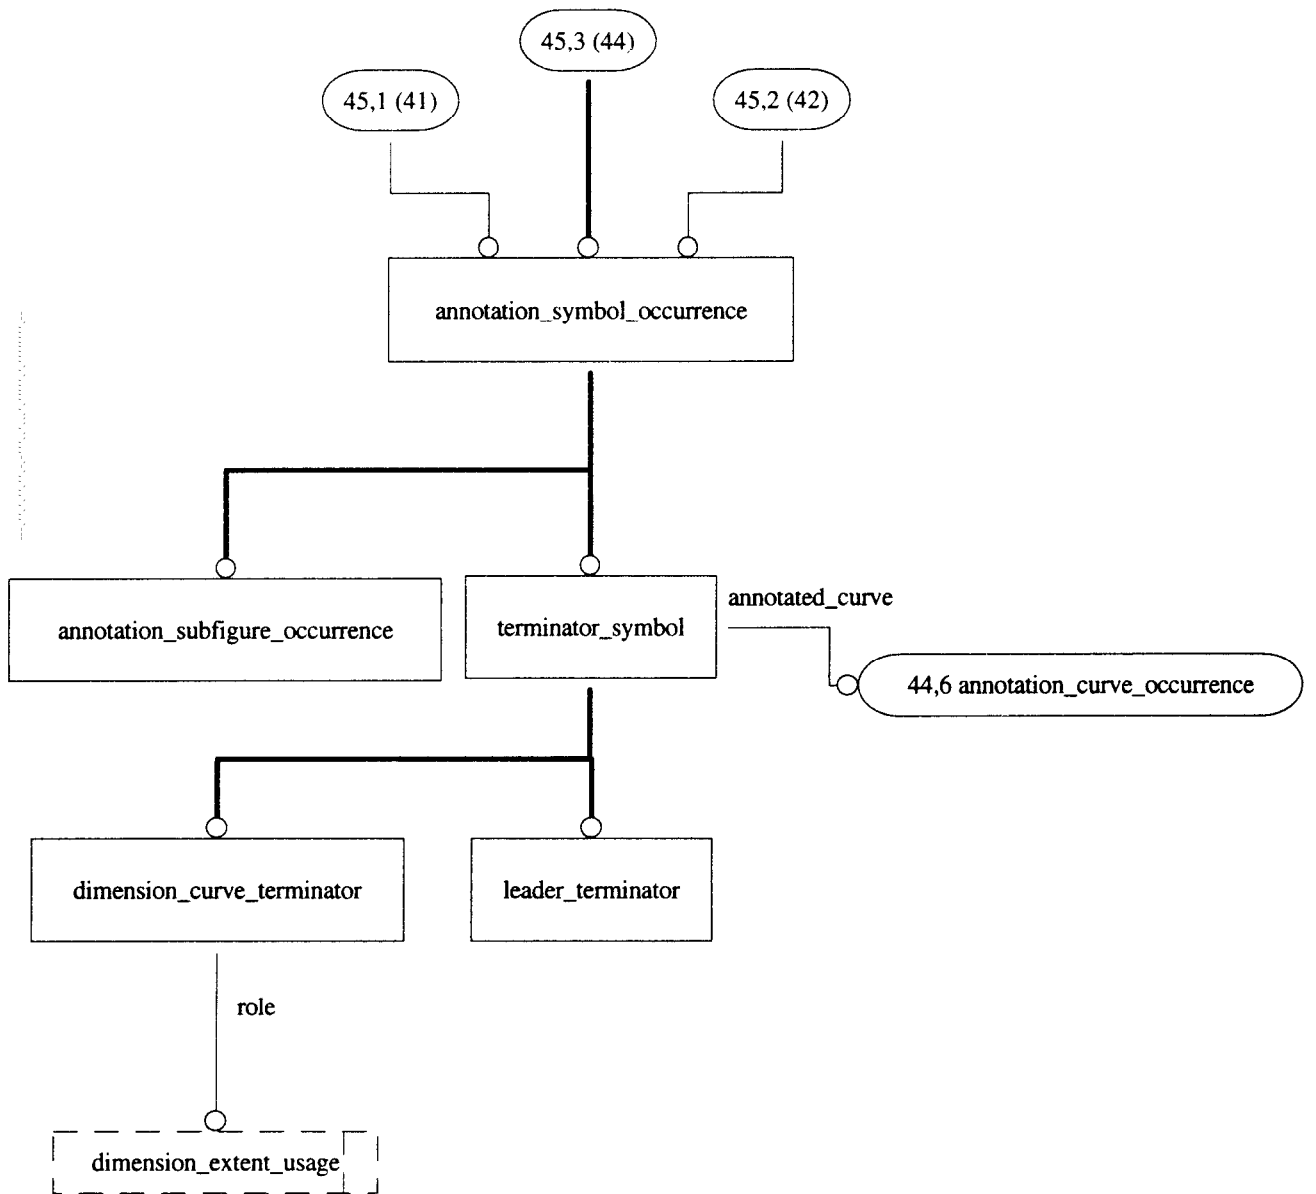 45,3 (44)
45,1 (41)
45,2 (42)
annotation_symbol_occurrence
annotated_curve
annotation_subfigure_occurrence
terminator_symbol
44,6 annotation_curve_occurrence
dimension_curve_terminator
leader_terminator
role
dimension_extent_usage